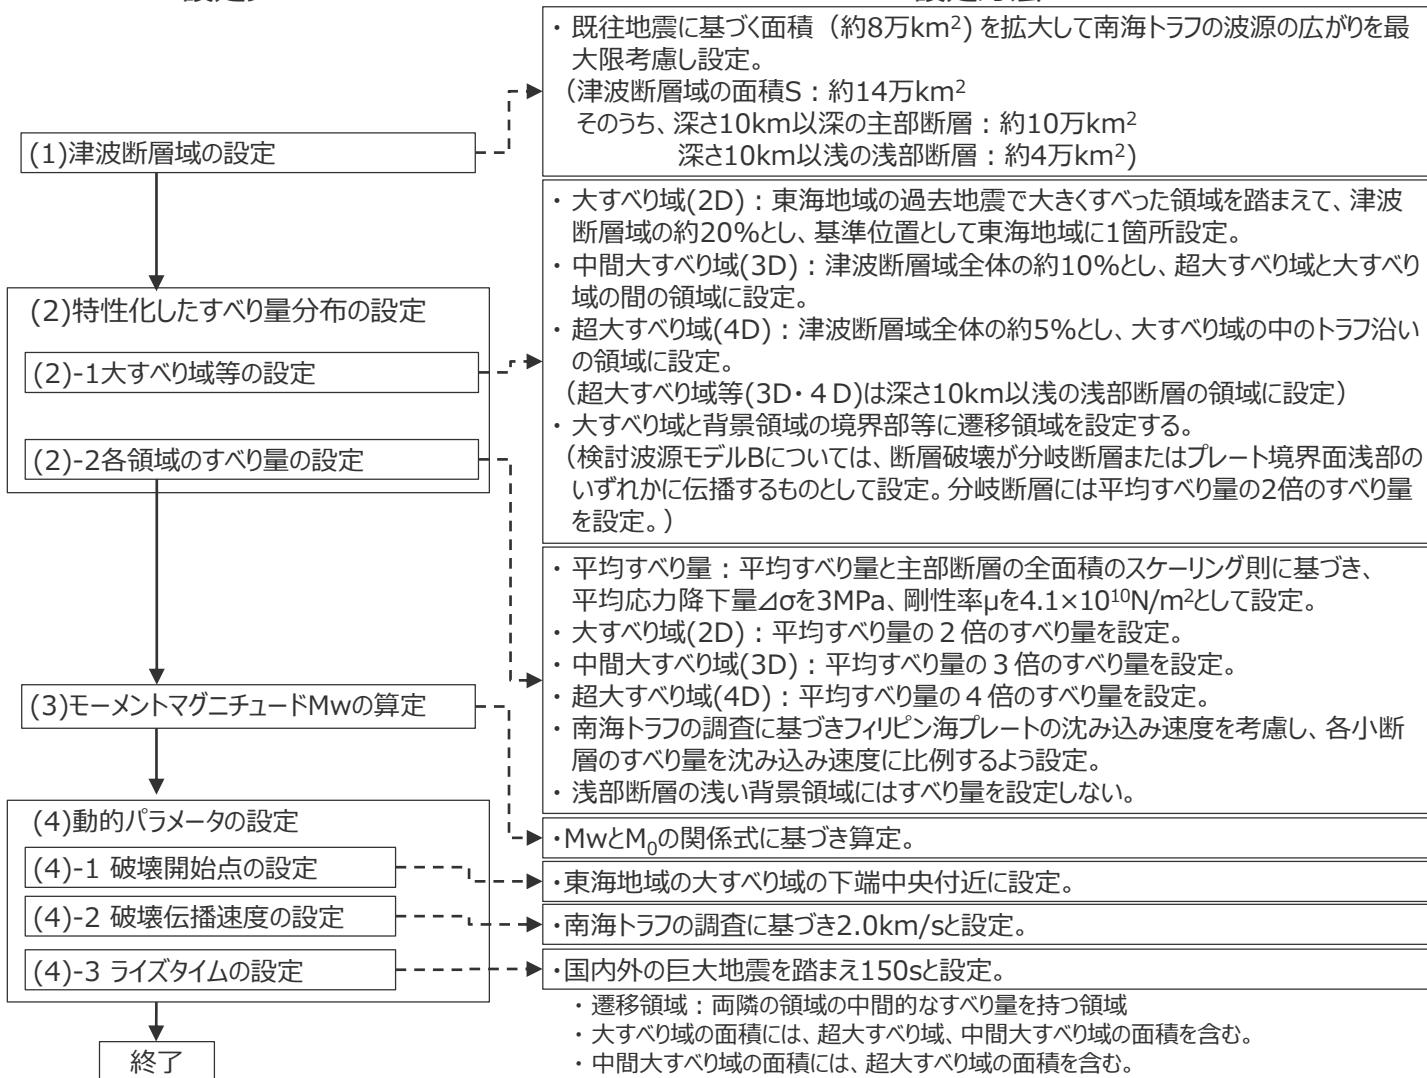 ・既往地震に基づく面積（約8万km²) を拡大して南海トラフの波源の広がりを最
大限考慮し設定。
（津波断層域の面積S：約14万km²
そのうち、深さ10km以深の主部断層：約10万km²
深さ10km以浅の浅部断層：約4万km²)
(1)津波断層域の設定
・大すべり域(2D)：東海地域の過去地震で大きくすべった領域を踏まえて、津波
断層域の約20%とし、基準位置として東海地域に1箇所設定。
・中間大すべり域(3D)：津波断層域全体の約10%とし、超大すべり域と大すべり
域の間の領域に設定。
・超大すべり域(4D)：津波断層域全体の約5%とし、大すべり域の中のトラフ沿い
の領域に設定。
（超大すべり域等(3D・４D)は深さ10km以浅の浅部断層の領域に設定）
・大すべり域と背景領域の境界部等に遷移領域を設定する。
（検討波源モデルBについては、断層破壊が分岐断層またはプレート境界面浅部の
いずれかに伝播するものとして設定。分岐断層には平均すべり量の2倍のすべり量
を設定。）
(2)特性化したすべり量分布の設定
(2)-1大すべり域等の設定
(2)-2各領域のすべり量の設定
・平均すべり量：平均すべり量と主部断層の全面積のスケーリング則に基づき、
平均応力降下量⊿σを3MPa、剛性率μを4.1×10¹⁰N/m²として設定。
・大すべり域(2D)：平均すべり量の２倍のすべり量を設定。
・中間大すべり域(3D)：平均すべり量の３倍のすべり量を設定。
・超大すべり域(4D)：平均すべり量の４倍のすべり量を設定。
・南海トラフの調査に基づきフィリピン海プレートの沈み込み速度を考慮し、各小断
層のすべり量を沈み込み速度に比例するよう設定。
・浅部断層の浅い背景領域にはすべり量を設定しない。
(3)モーメントマグニチュードMwの算定
・MwとM₀の関係式に基づき算定。
(4)動的パラメータの設定
(4)-1 破壊開始点の設定
・東海地域の大すべり域の下端中央付近に設定。
(4)-2 破壊伝播速度の設定
・南海トラフの調査に基づき2.0km/sと設定。
(4)-3 ライズタイムの設定
・国内外の巨大地震を踏まえ150sと設定。
・遷移領域：両隣の領域の中間的なすべり量を持つ領域
・大すべり域の面積には、超大すべり域、中間大すべり域の面積を含む。
・中間大すべり域の面積には、超大すべり域の面積を含む。
終了